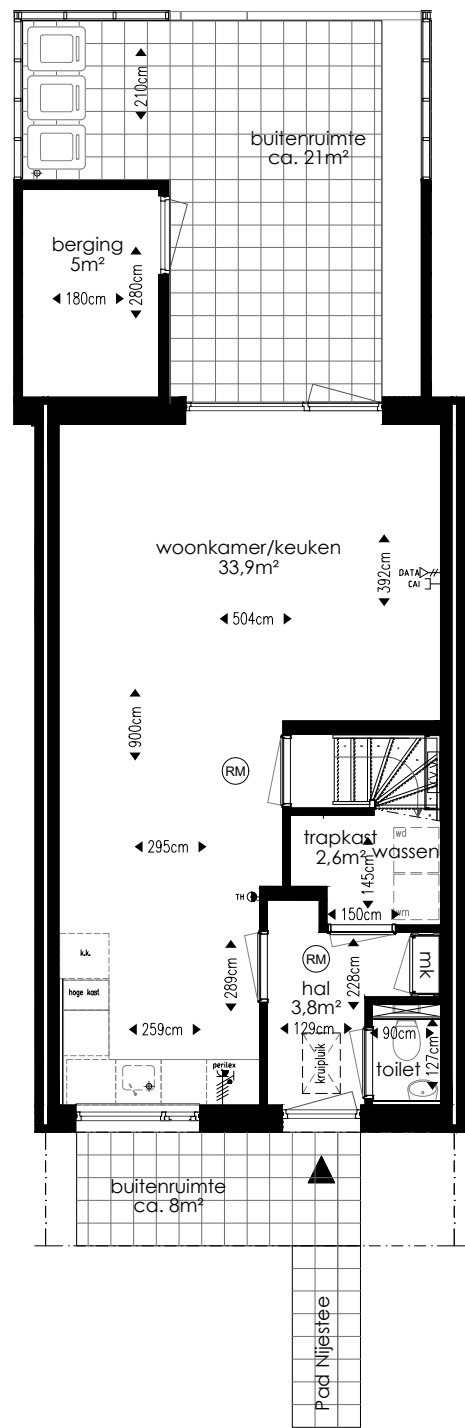 210cm
buitenruimte
ca. 21m²
berging
5m²
180cm
280cm
woonkamer/keuken
33,9m²
392cm
DATA
CAI
504cm
900cm
RM
trapkast
2,6m²
wassen
wd
145cm
295cm
TH
150cm
wm
k.k.
hoge kast
289cm
RM
hal
3,8m²
228cm
mk
129cm
kruipluik
90cm
127cm
toilet
259cm
perilex
buitenruimte
ca. 8m²
Pad Nijestee